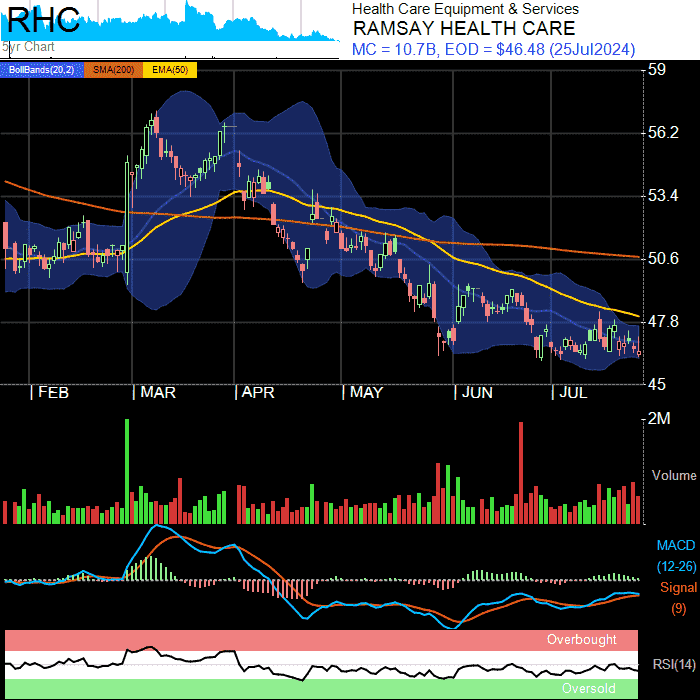 RHC
5yr Chart
Health Care Equipment & Services
RAMSAY HEALTH CARE
MC = 10.7B, EOD = $46.48 (25Jul2024)
BollBands(20,2) SMA(200) EMA(50)
59
56.2
53.4
50.6
47.8
45
FEB MAR APR MAY JUN JUL
2M
Volume
MACD
(12-26)
Signal
(9)
Overbought
RSI(14)
Oversold